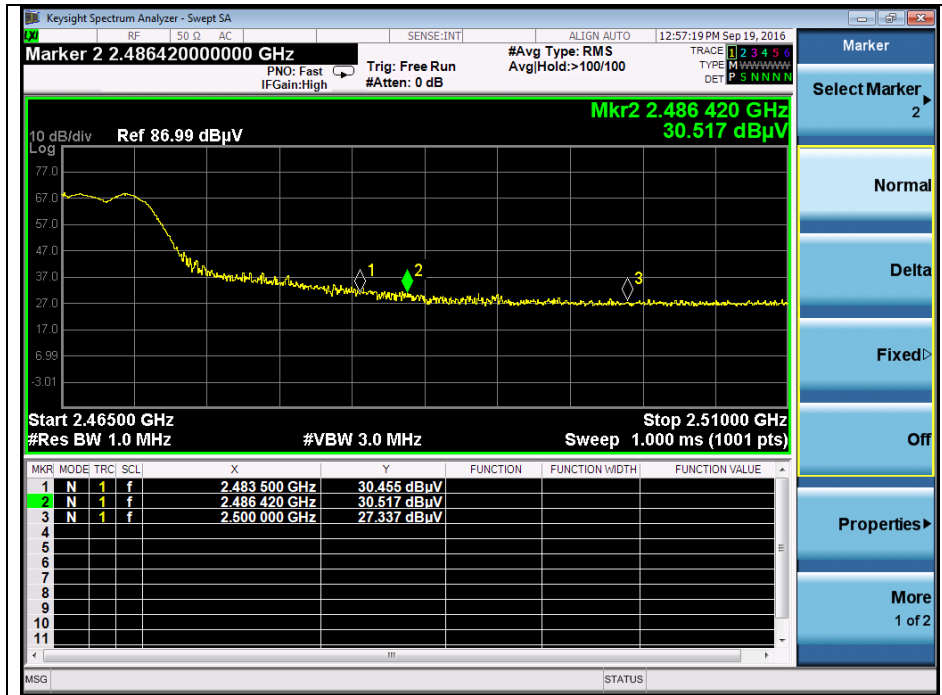 Keysight Spectrum Analyzer - Swept SA
LXI RF 50 Ω AC SENSE:INT ALIGN AUTO 12:57:19 PM Sep 19, 2016
Marker 2 2.486420000000 GHz
PNO: Fast
IFGain:High
Trig: Free Run
#Atten: 0 dB
#Avg Type: RMS
Avg|Hold:>100/100
TRACE 1 2 3 4 5 6
TYPE M W W W W W
DET P S N N N N
Mkr2 2.486 420 GHz
30.517 dBµV
10 dB/div Ref 86.99 dBµV
Log
77.0
67.0
57.0
47.0
37.0
27.0
17.0
6.99
-3.01
1
2
3
Start 2.46500 GHz Stop 2.51000 GHz
#Res BW 1.0 MHz #VBW 3.0 MHz Sweep 1.000 ms (1001 pts)
MKR MODE TRC SCL X Y FUNCTION FUNCTION WIDTH FUNCTION VALUE
1 N 1 f 2.483 500 GHz 30.455 dBµV
2 N 1 f 2.486 420 GHz 30.517 dBµV
3 N 1 f 2.500 000 GHz 27.337 dBµV
4
5
6
7
8
9
10
11
MSG STATUS
Marker
Select Marker
2
Normal
Delta
Fixed
Off
Properties
More
1 of 2